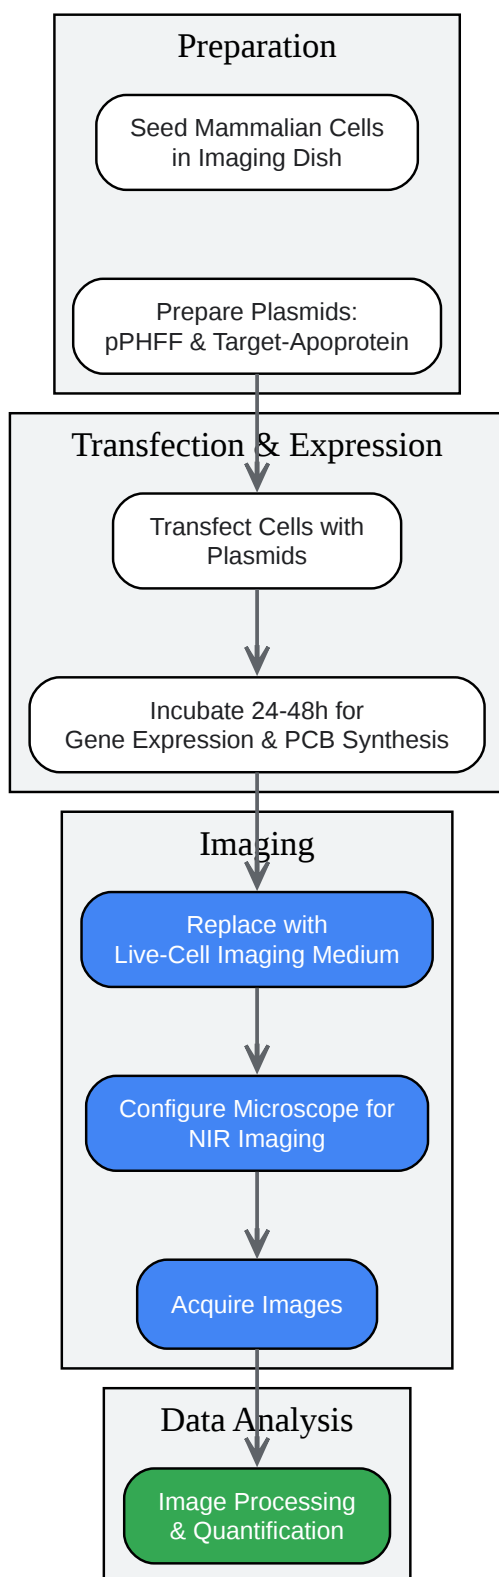 Preparation
Seed Mammalian Cells
in Imaging Dish
Prepare Plasmids:
pPHFF & Target-Apoprotein
Transfection & Expression
Transfect Cells with
Plasmids
Incubate 24-48h for
Gene Expression & PCB Synthesis
Imaging
Replace with
Live-Cell Imaging Medium
Configure Microscope for
NIR Imaging
Acquire Images
Data Analysis
Image Processing
& Quantification